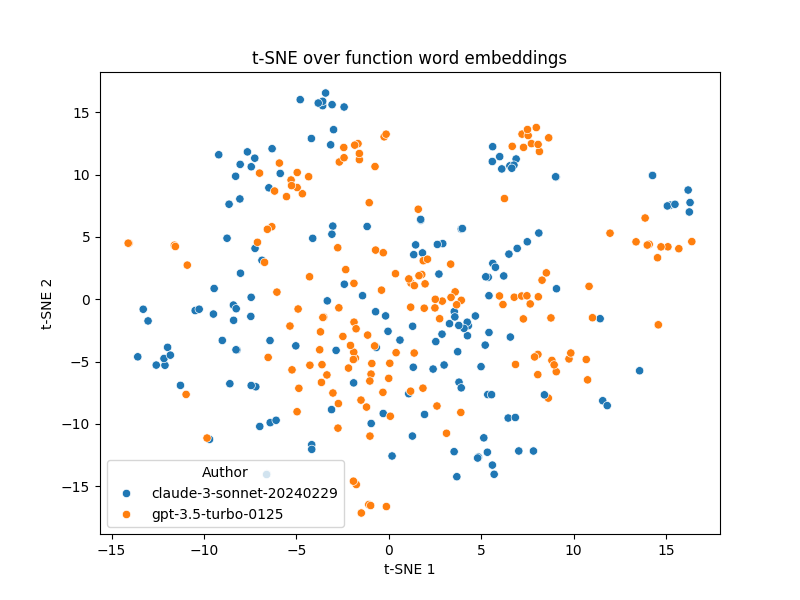 t-SNE over function word embeddings
15
10
5
0
−5
−10
−15
t-SNE 2
Author
claude-3-sonnet-20240229
gpt-3.5-turbo-0125
−15 −10 −5 0 5 10 15
t-SNE 1